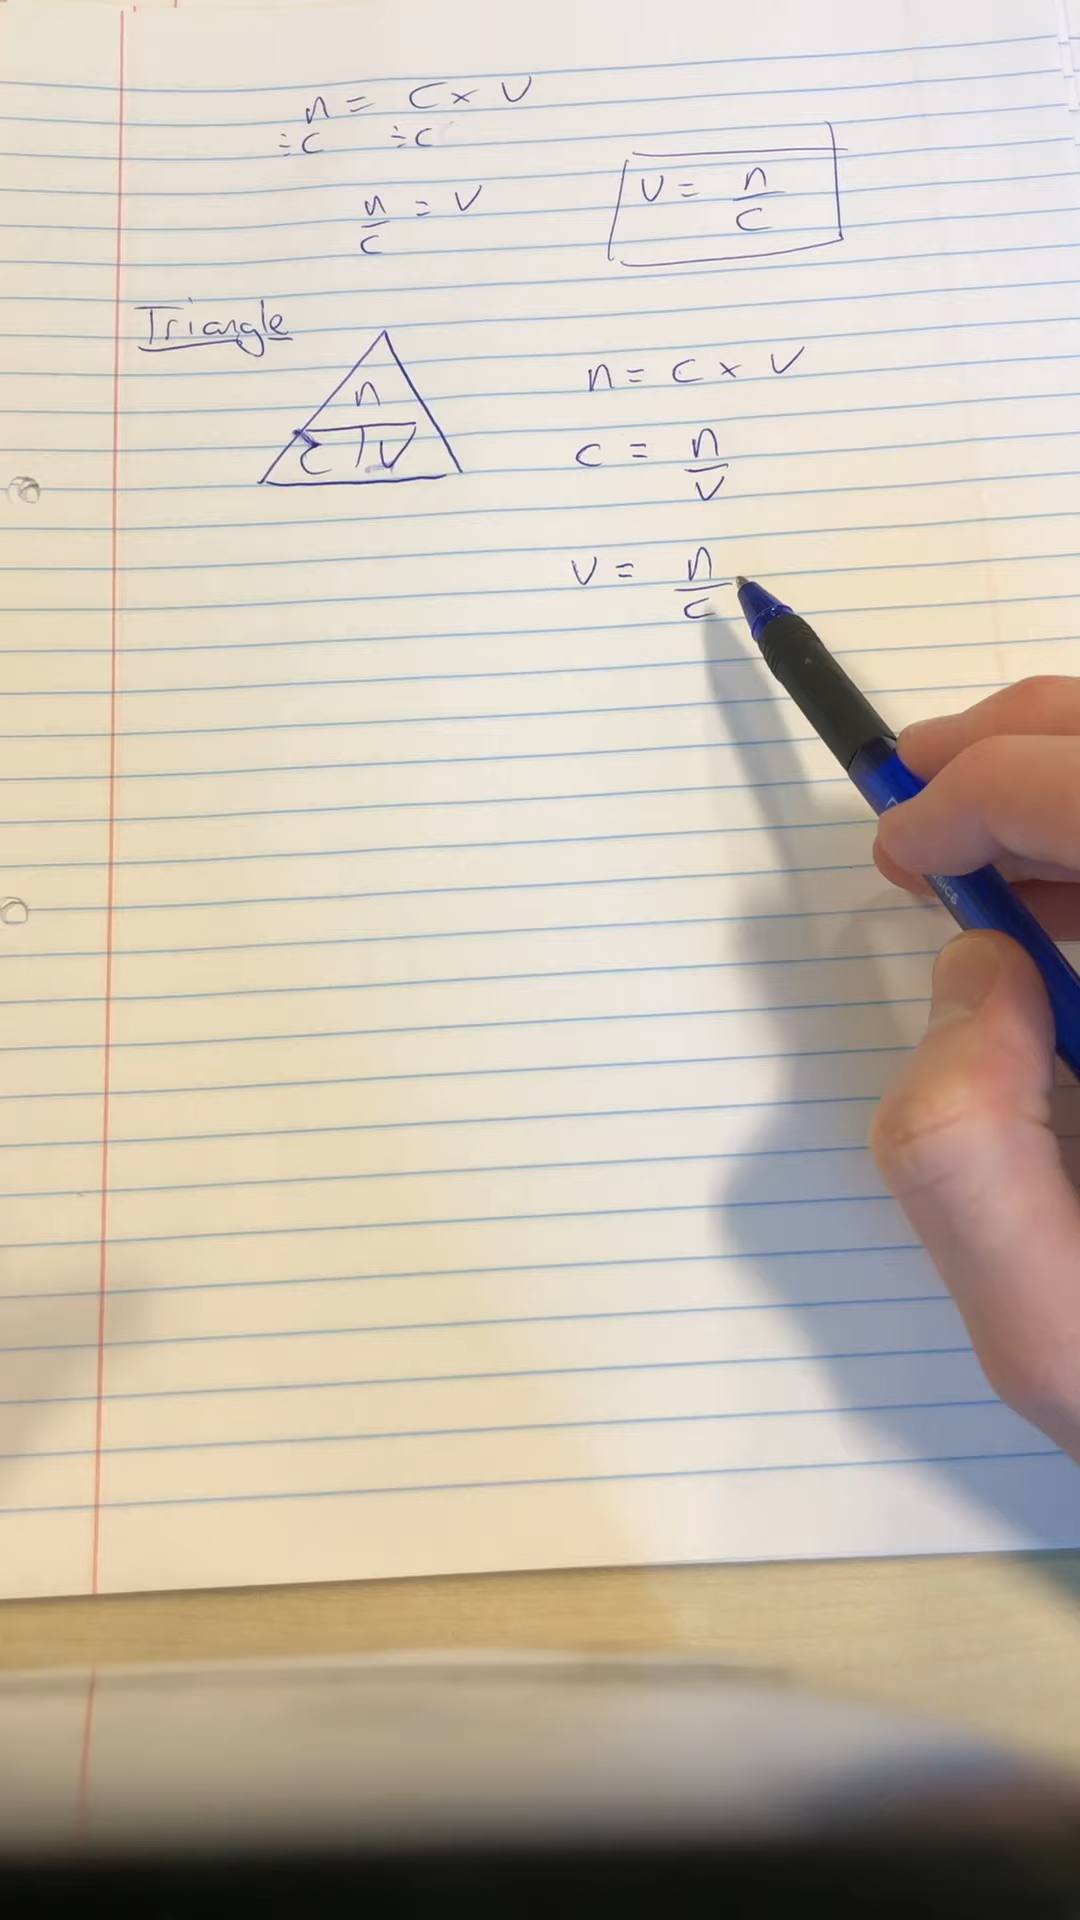 n = C × V
÷C ÷C
n/C = V
V = n/C
Triangle
n
C V
n = C × V
C = n/V
V = n/C